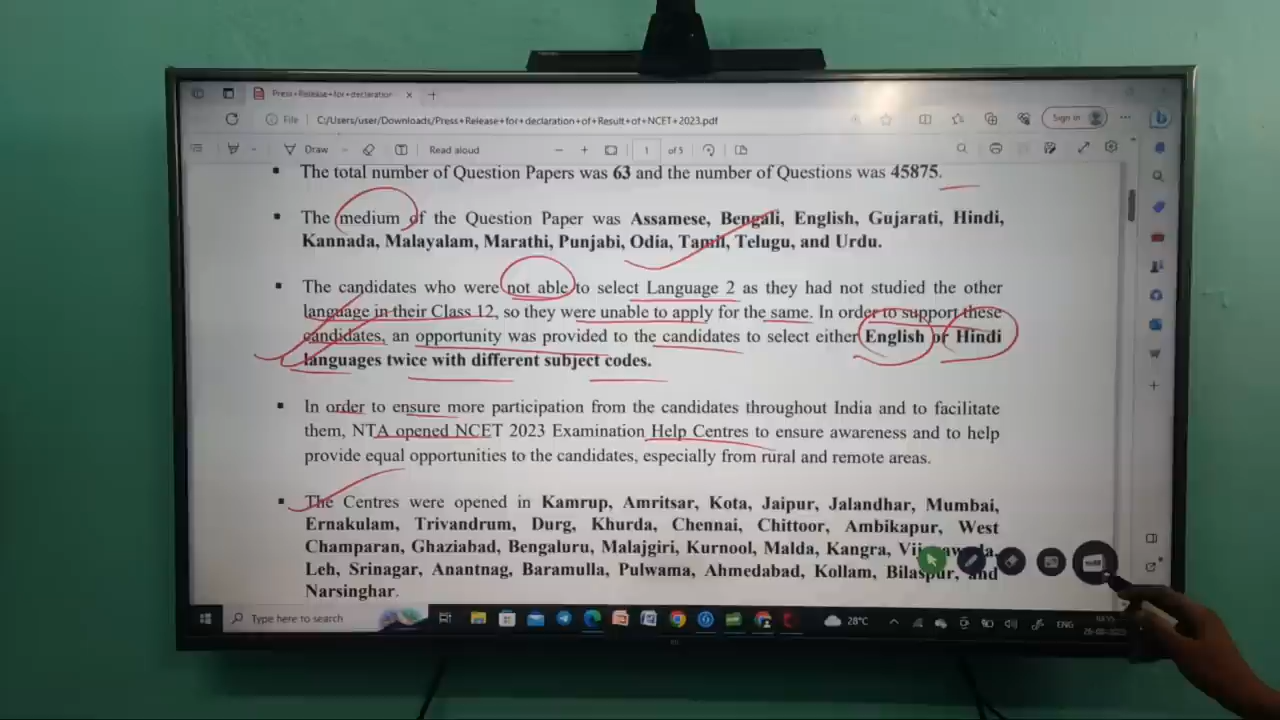 Press+Release+for+declaration
File C:/Users/user/Downloads/Press+Release+for+declaration+of+Result+of+NCET+2023.pdf Sign in
Draw Read aloud 1 of 5
▪ The total number of Question Papers was 63 and the number of Questions was 45875.
▪ The medium of the Question Paper was Assamese, Bengali, English, Gujarati, Hindi,
Kannada, Malayalam, Marathi, Punjabi, Odia, Tamil, Telugu, and Urdu.
▪ The candidates who were not able to select Language 2 as they had not studied the other
language in their Class 12, so they were unable to apply for the same. In order to support these
candidates, an opportunity was provided to the candidates to select either English or Hindi
languages twice with different subject codes.
▪ In order to ensure more participation from the candidates throughout India and to facilitate
them, NTA opened NCET 2023 Examination Help Centres to ensure awareness and to help
provide equal opportunities to the candidates, especially from rural and remote areas.
▪ The Centres were opened in Kamrup, Amritsar, Kota, Jaipur, Jalandhar, Mumbai,
Ernakulam, Trivandrum, Durg, Khurda, Chennai, Chittoor, Ambikapur, West
Champaran, Ghaziabad, Bengaluru, Malajgiri, Kurnool, Malda, Kangra,
Leh, Srinagar, Anantnag, Baramulla, Pulwama, Ahmedabad, Kollam, Bilaspur, and
Narsinghar.
Type here to search 28°C ENG